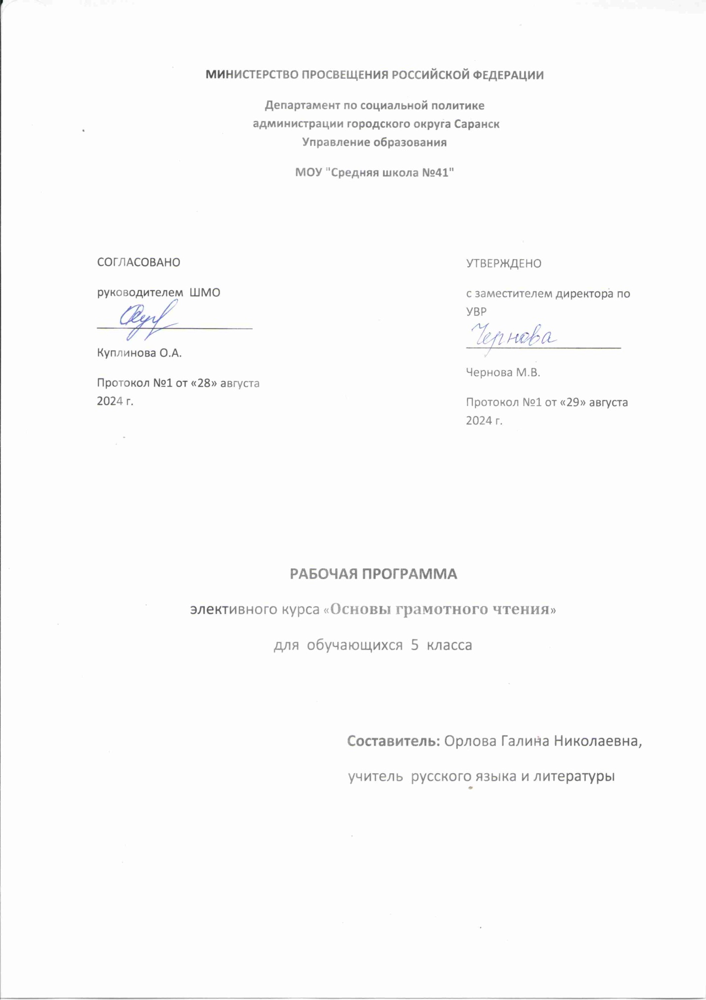 МИНИСТЕРСТВО ПРОСВЕЩЕНИЯ РОССИЙСКОЙ ФЕДЕРАЦИИ
Департамент по социальной политике
администрации городского округа Саранск
Управление образования
МОУ "Средняя школа №41"
СОГЛАСОВАНО
руководителем ШМО
Куплинова О.А.
Протокол №1 от «28» августа
2024 г.
УТВЕРЖДЕНО
с заместителем директора по
УВР
Чернова
Чернова М.В.
Протокол №1 от «29» августа
2024 г.
РАБОЧАЯ ПРОГРАММА
элективного курса «Основы грамотного чтения»
для обучающихся 5 класса
Составитель: Орлова Галина Николаевна,
учитель русского языка и литературы